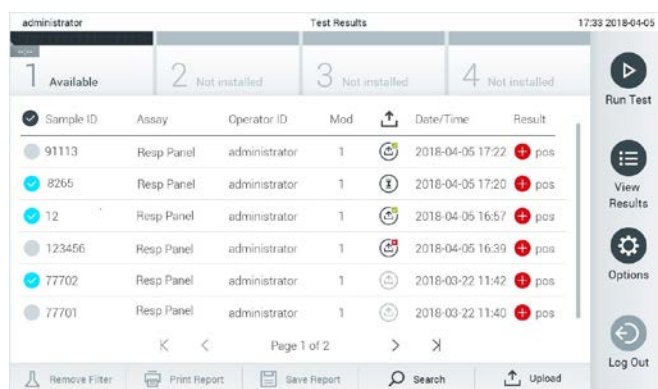 administrator Test Results 17:33 2018-04-05
1 Available 2 Not installed 3 Not installed 4 Not installed
Run Test
Sample ID Assay Operator ID Mod Date/Time Result
91113 Resp Panel administrator 1 2018-04-05 17:22 pos
8265 Resp Panel administrator 1 2018-04-05 17:20 pos
View
Results
12 Resp Panel administrator 1 2018-04-05 16:57 pos
123456 Resp Panel administrator 1 2018-04-05 16:39 pos
Options
77702 Resp Panel administrator 1 2018-03-22 11:42 pos
77701 Resp Panel administrator 1 2018-03-22 11:40 pos
Page 1 of 2
Log Out
Remove Filter Print Report Save Report Search Upload